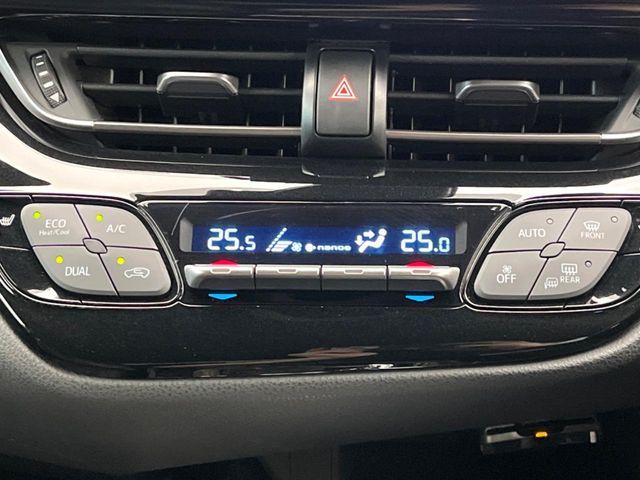 ECO
Heat/Cool
A/C
DUAL
25.5
nanoe
25.0
AUTO
FRONT
OFF
REAR